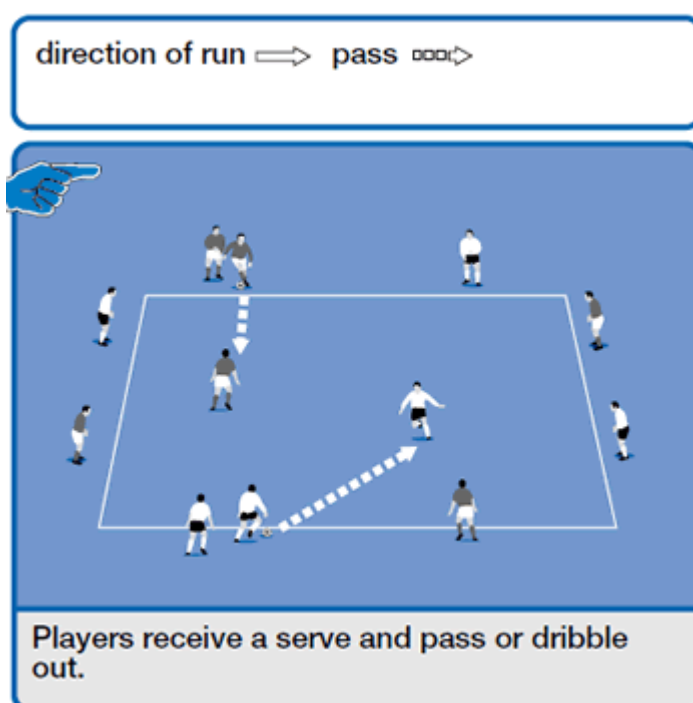 direction of run pass
Players receive a serve and pass or dribble
out.